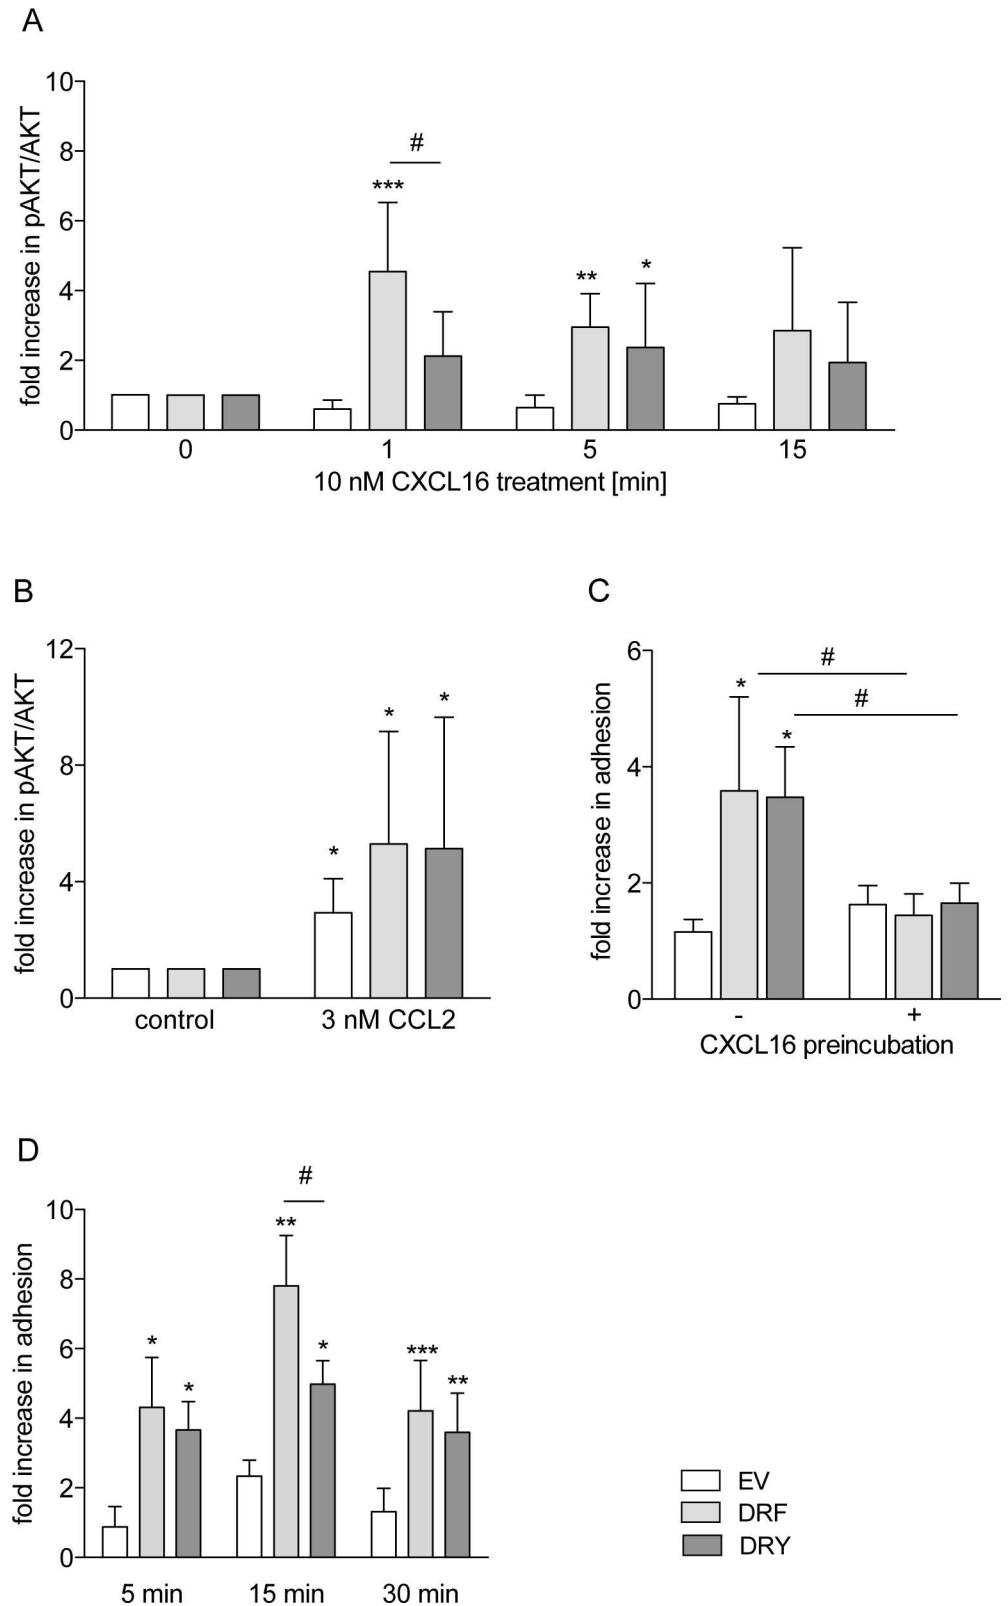 A
fold increase in pAKT/AKT
10
8
6
4
2
0
#
***
**
*
0 1 5 15
10 nM CXCL16 treatment [min]
B
fold increase in pAKT/AKT
12
8
4
0
*
*
*
control 3 nM CCL2
C
fold increase in adhesion
6
4
2
0
#
#
*
*
- +
CXCL16 preincubation
D
fold increase in adhesion
10
8
6
4
2
0
#
*
*
**
*
***
**
5 min 15 min 30 min
EV
DRF
DRY